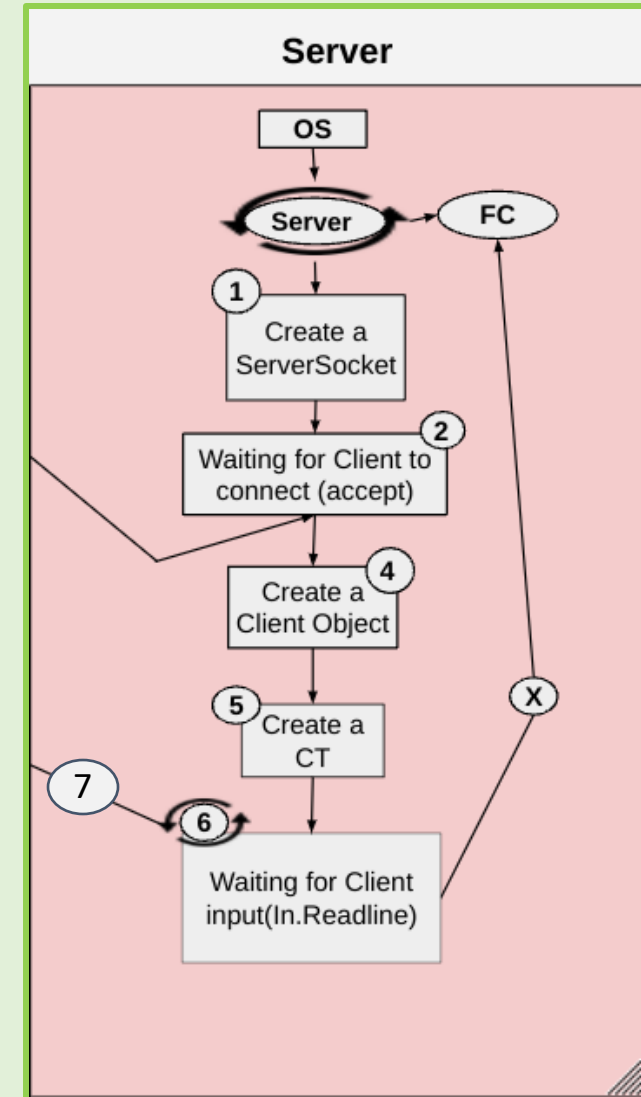 Server
OS
Server
FC
1
Create a
ServerSocket
2
Waiting for Client to
connect (accept)
4
Create a
Client Object
5
Create a
CT
X
7
6
Waiting for Client
input(In.Readline)